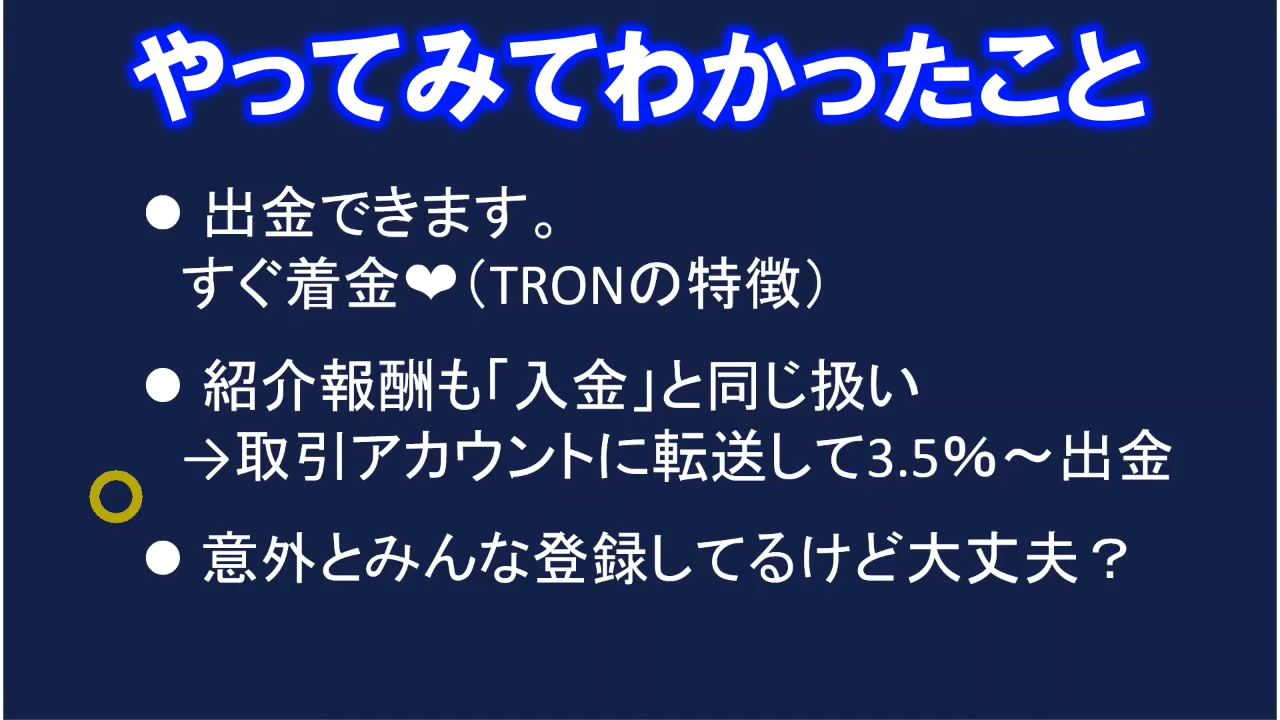 やってみてわかったこと
● 出金できます。
すぐ着金❤（TRONの特徴）
● 紹介報酬も「入金」と同じ扱い
→取引アカウントに転送して3.5%～出金
● 意外とみんな登録してるけど大丈夫？